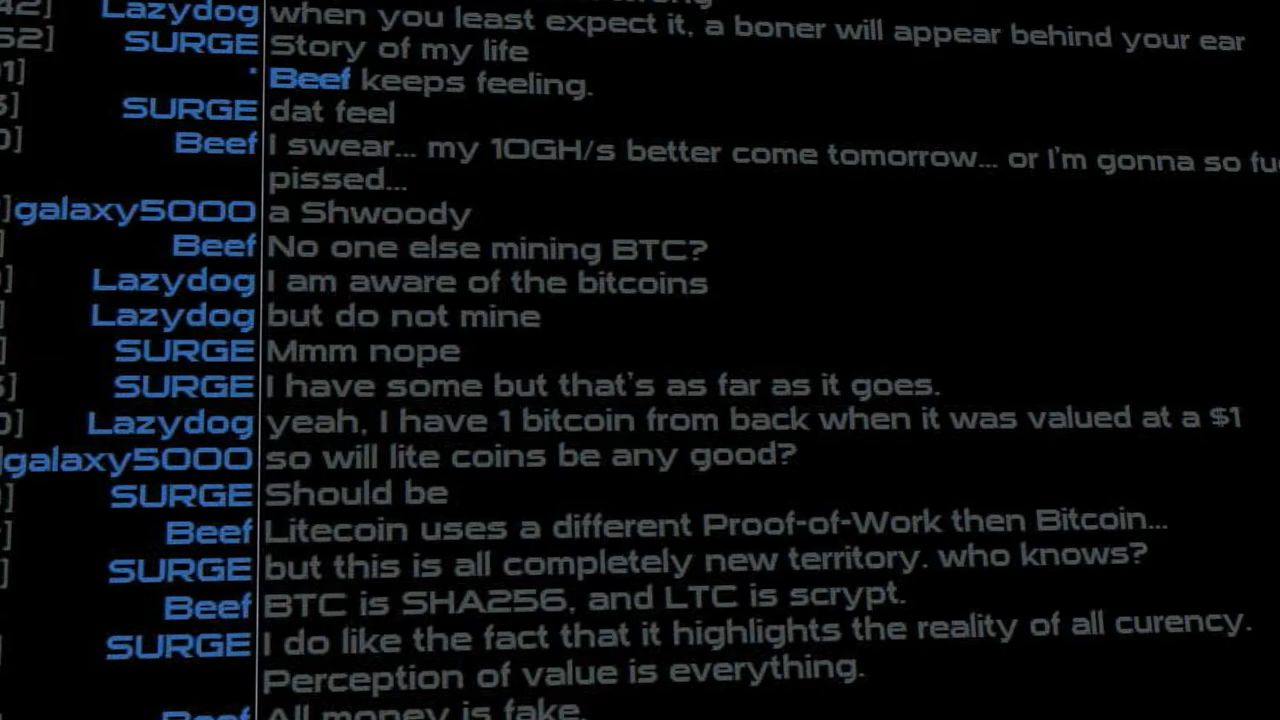 42] Lazydog when you least expect it, a boner will appear behind your ear
52] SURGE Story of my life
01] * Beef keeps feeling.
SURGE dat feel
Beef I swear... my 10GH/s better come tomorrow... or I'm gonna so fu
pissed...
galaxy5000 a Shwoody
Beef No one else mining BTC?
Lazydog I am aware of the bitcoins
Lazydog but do not mine
SURGE Mmm nope
SURGE I have some but that's as far as it goes.
Lazydog yeah, I have 1 bitcoin from back when it was valued at a $1
galaxy5000 so will lite coins be any good?
SURGE Should be
Beef Litecoin uses a different Proof-of-Work then Bitcoin...
SURGE but this is all completely new territory. who knows?
Beef BTC is SHA256, and LTC is scrypt.
SURGE I do like the fact that it highlights the reality of all curency.
Perception of value is everything.
Beef All money is fake.